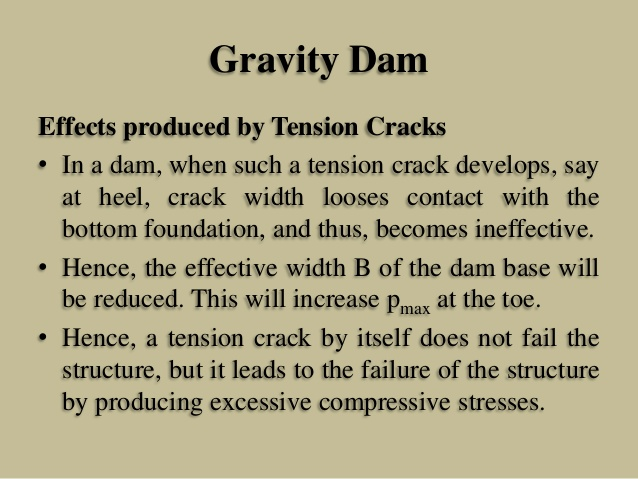 Gravity Dam
Effects produced by Tension Cracks
• In a dam, when such a tension crack develops, say
at heel, crack width looses contact with the
bottom foundation, and thus, becomes ineffective.
• Hence, the effective width B of the dam base will
be reduced. This will increase pmax at the toe.
• Hence, a tension crack by itself does not fail the
structure, but it leads to the failure of the structure
by producing excessive compressive stresses.